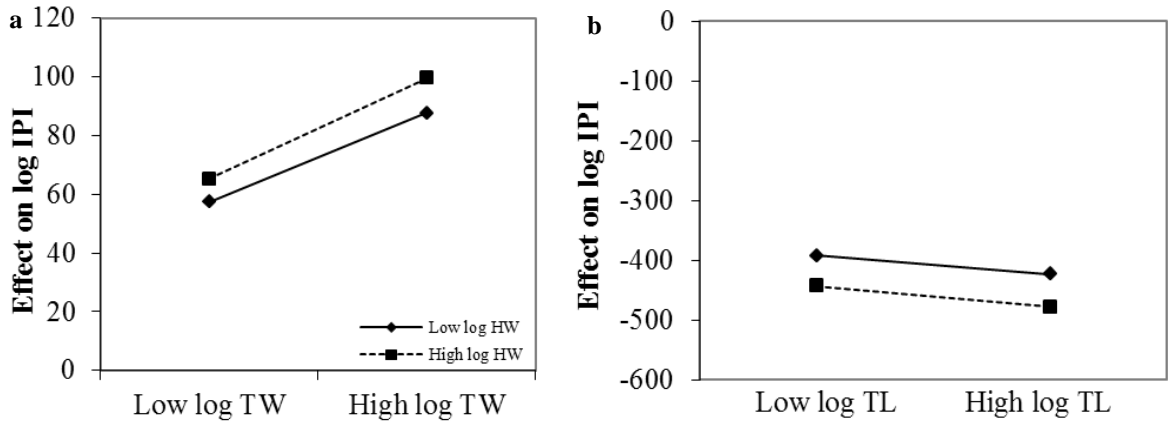 a
120
100
80
60
40
20
0
Effect on log IPI
Low log HW
High log HW
Low log TW
High log TW
b
0
-100
-200
-300
-400
-500
-600
Effect on log IPI
Low log TL
High log TL